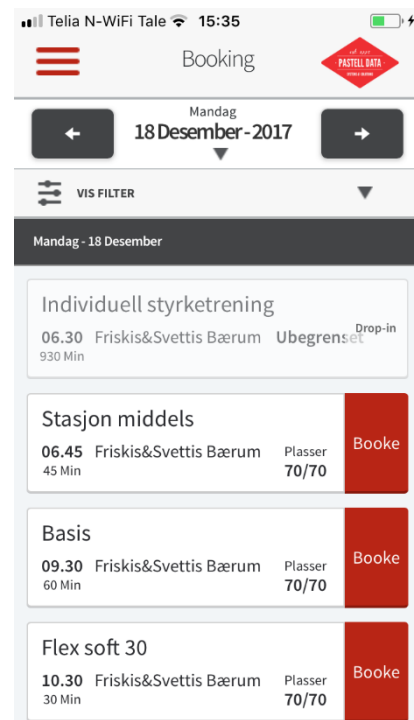 Telia N-WiFi Tale 15:35
Booking
PASTELL DATA
Mandag
18 Desember - 2017
VIS FILTER
Mandag - 18 Desember
Individuell styrketrening
06.30 Friskis&Svettis Bærum Ubegrenset Drop-in
930 Min
Stasjon middels
06.45 Friskis&Svettis Bærum Plasser
45 Min 70/70
Booke
Basis
09.30 Friskis&Svettis Bærum Plasser
60 Min 70/70
Booke
Flex soft 30
10.30 Friskis&Svettis Bærum Plasser
30 Min 70/70
Booke